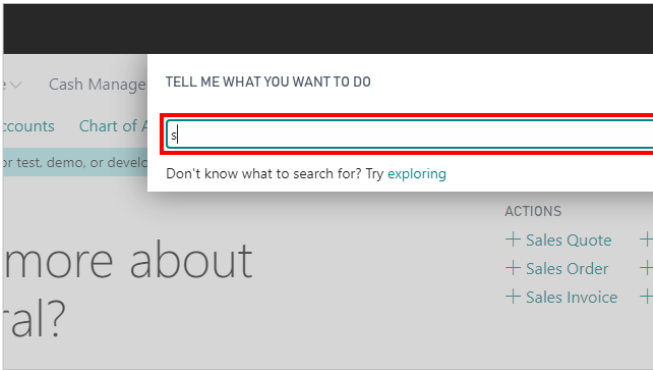 Cash Manage
TELL ME WHAT YOU WANT TO DO
ccounts Chart of A
s
or test, demo, or develo
Don't know what to search for? Try exploring
ACTIONS
+ Sales Quote +
more about
+ Sales Order +
+ Sales Invoice +
ral?